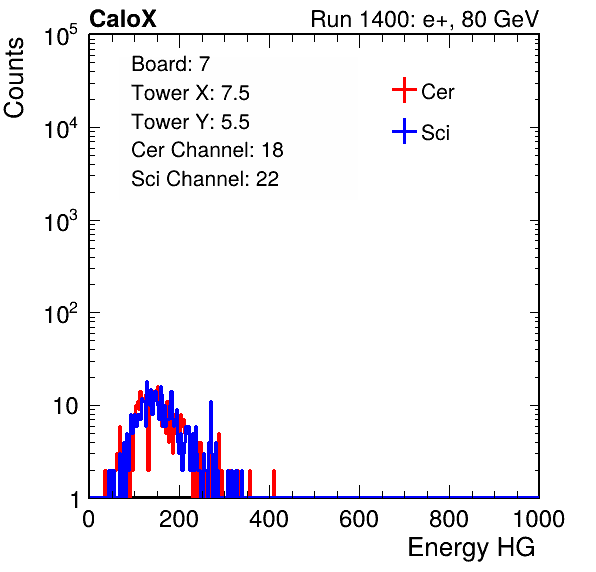 CaloX Run 1400: e+, 80 GeV
Counts
Board: 7
Tower X: 7.5
Tower Y: 5.5
Cer Channel: 18
Sci Channel: 22
Cer
Sci
10^5
10^4
10^3
10^2
10
1
0 200 400 600 800 1000
Energy HG